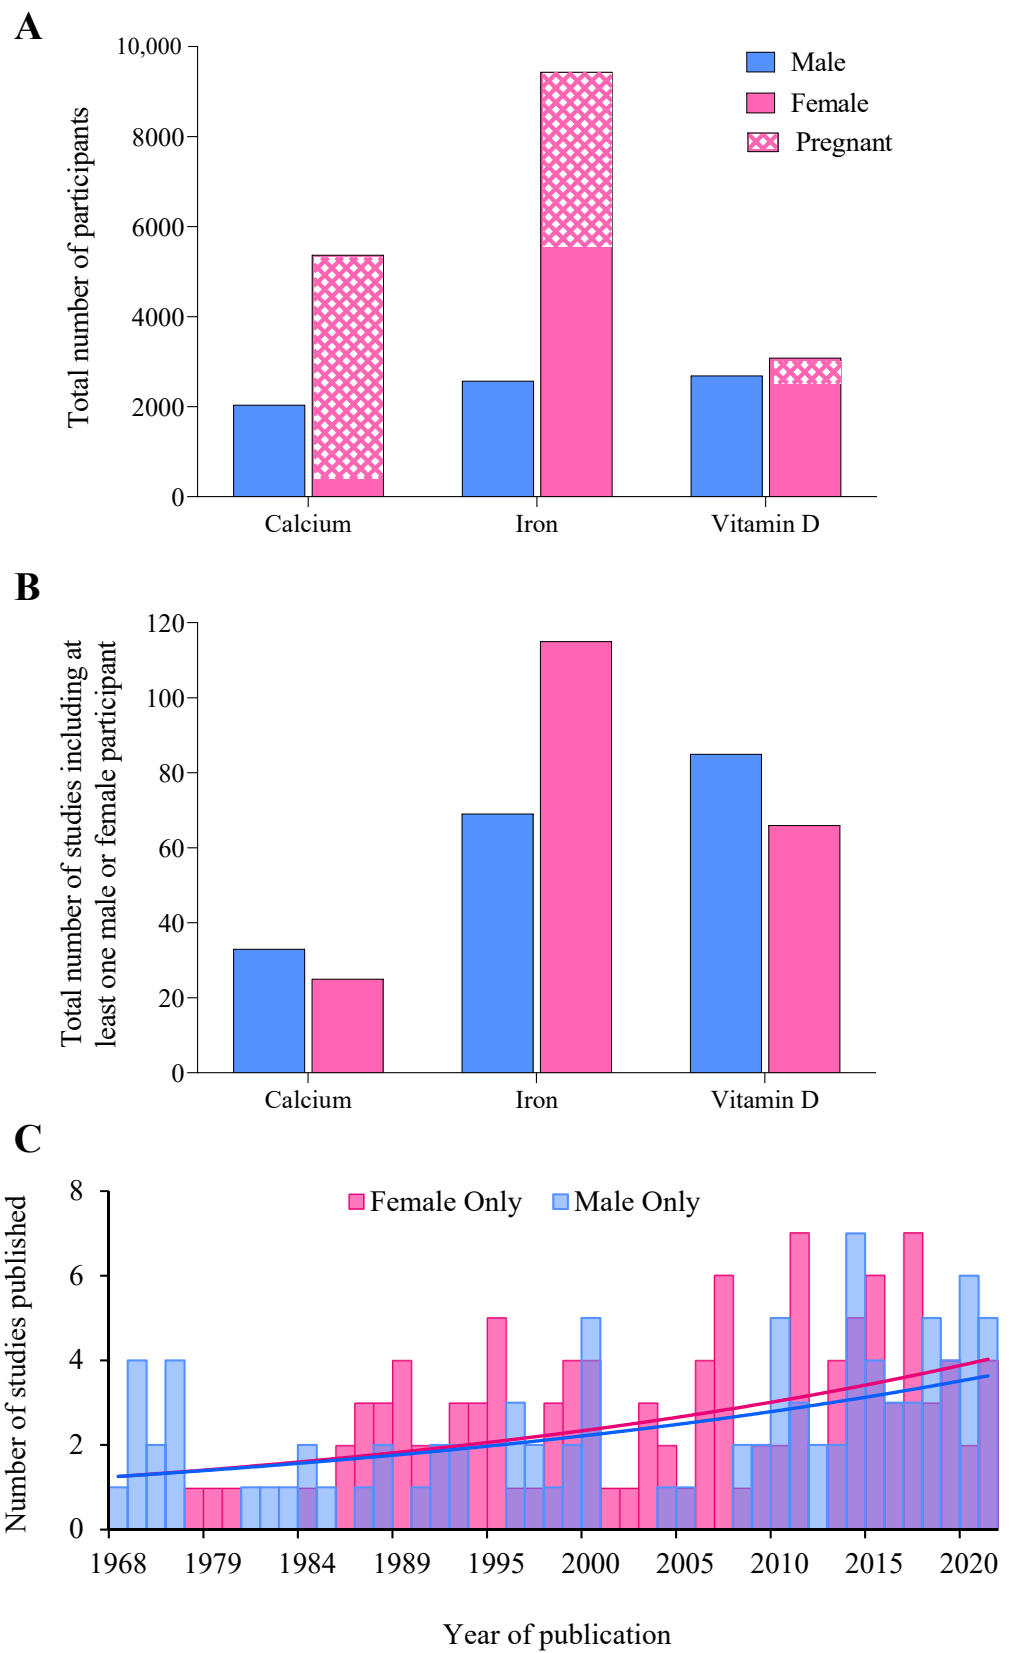 A
10,000
8000
6000
4000
2000
0
Total number of participants
Male
Female
Pregnant
Calcium
Iron
Vitamin D
B
120
100
80
60
40
20
0
Total number of studies including at
least one male or female participant
Calcium
Iron
Vitamin D
C
8
6
4
2
0
Number of studies published
Female Only
Male Only
1968
1979
1984
1989
1995
2000
2005
2010
2015
2020
Year of publication